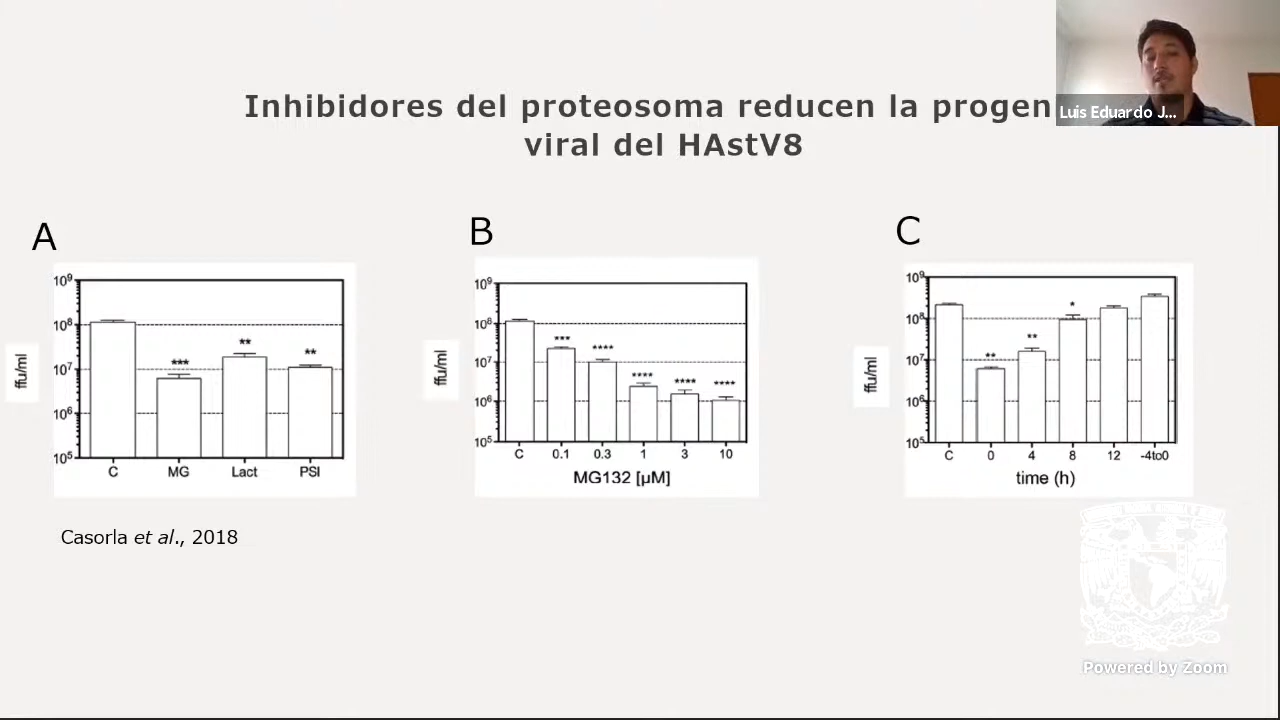 Inhibidores del proteosoma reducen la progen
viral del HAstV8
Luis Eduardo J...
A
B
C
10⁹
10⁸
10⁷
10⁶
10⁵
ffu/ml
***
**
**
C MG Lact PSI
10⁹
10⁸
10⁷
10⁶
10⁵
ffu/ml
***
****
****
****
****
C 0.1 0.3 1 3 10
MG132 [µM]
10⁹
10⁸
10⁷
10⁶
10⁵
ffu/ml
**
**
*
C 0 4 8 12 -4to0
time (h)
Casorla et al., 2018
Powered by Zoom